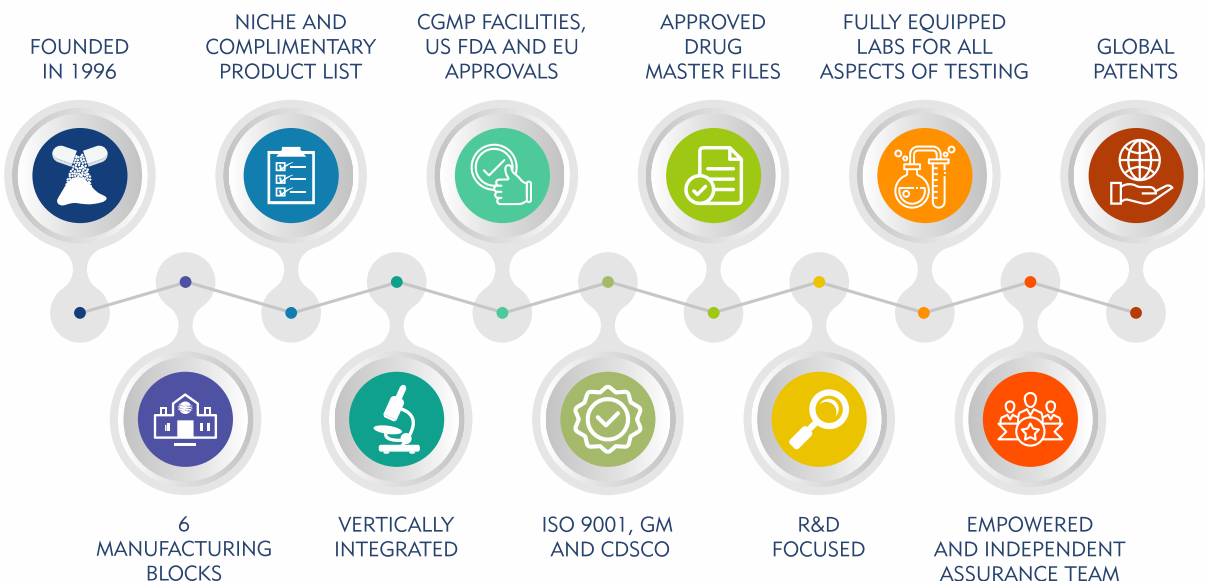 FOUNDED
IN 1996
NICHE AND
COMPLIMENTARY
PRODUCT LIST
CGMP FACILITIES,
US FDA AND EU
APPROVALS
APPROVED
DRUG
MASTER FILES
FULLY EQUIPPED
LABS FOR ALL
ASPECTS OF TESTING
GLOBAL
PATENTS
6
MANUFACTURING
BLOCKS
VERTICALLY
INTEGRATED
ISO 9001, GM
AND CDSCO
R&D
FOCUSED
EMPOWERED
AND INDEPENDENT
ASSURANCE TEAM